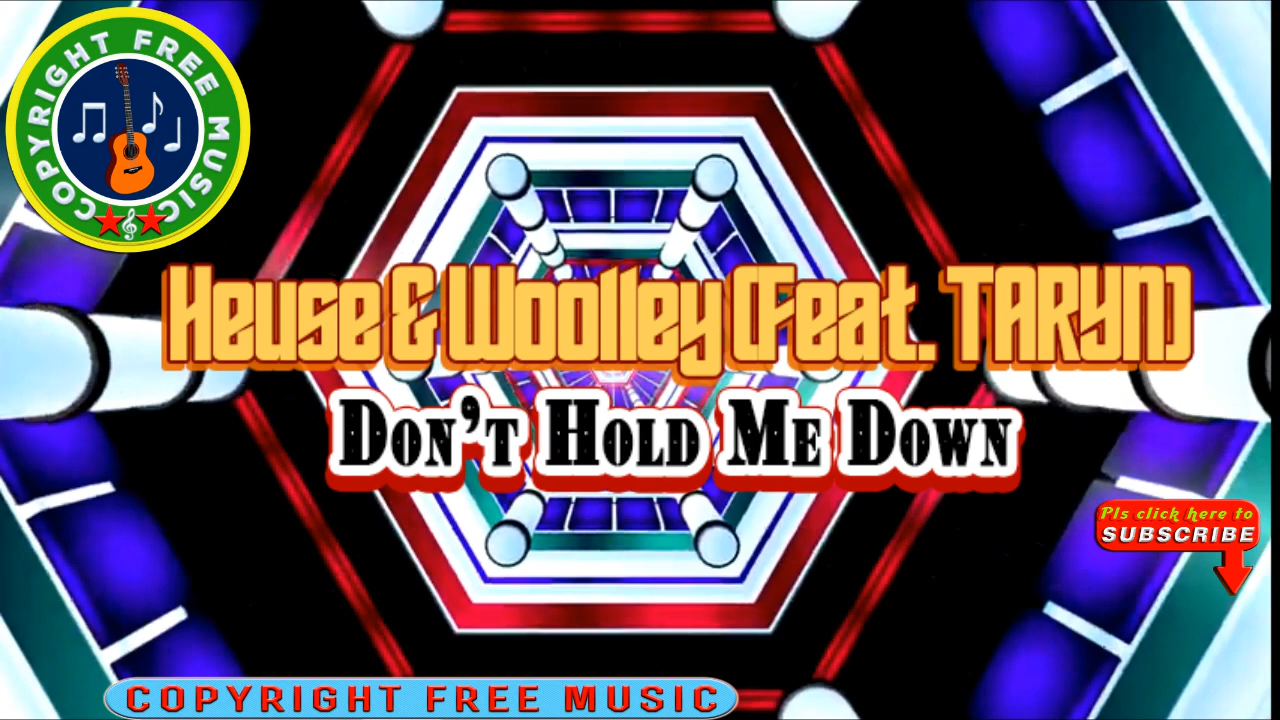 COPYRIGHT FREE MUSIC
Heuse & Woolley (Feat. TARYN)
Don't Hold Me Down
Pls click here to
SUBSCRIBE
COPYRIGHT FREE MUSIC